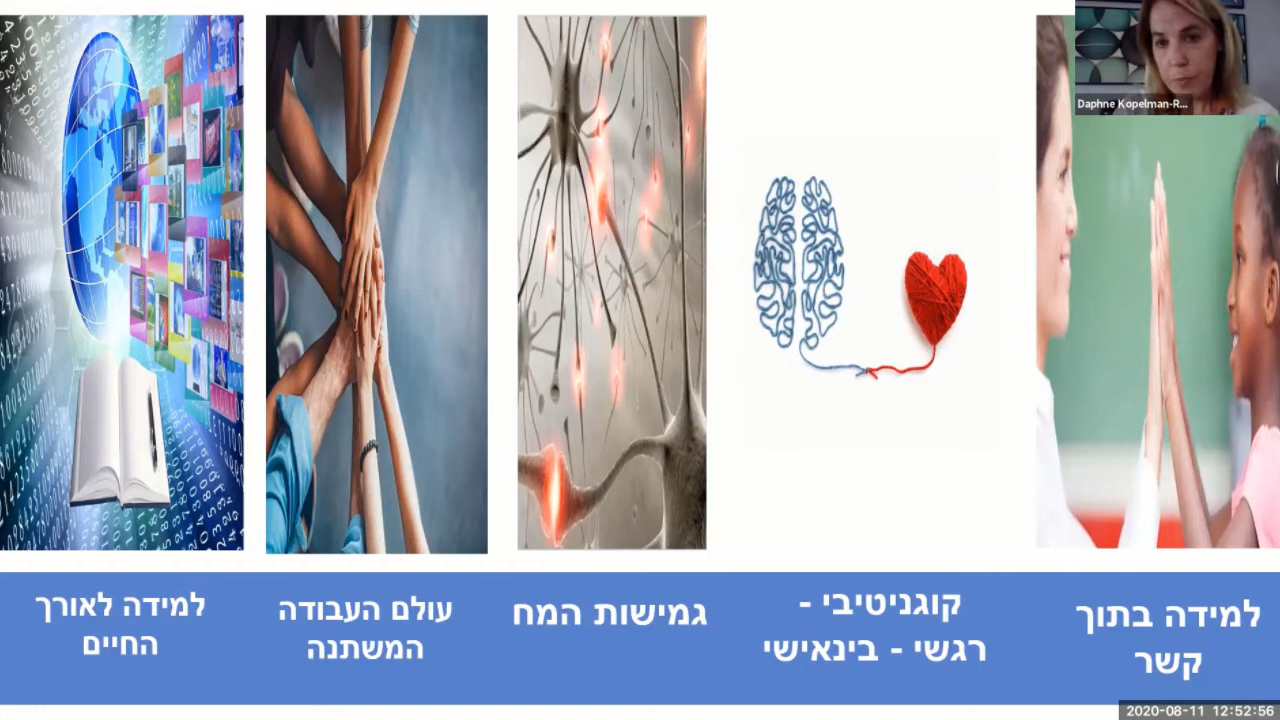 Daphne Kopelman-R...
למידה בתוך
קשר
קוגניטיבי -
רגשי - בינאישי
גמישות המח
עולם העבודה
המשתנה
למידה לאורך
החיים
2020-08-11 12:52:56